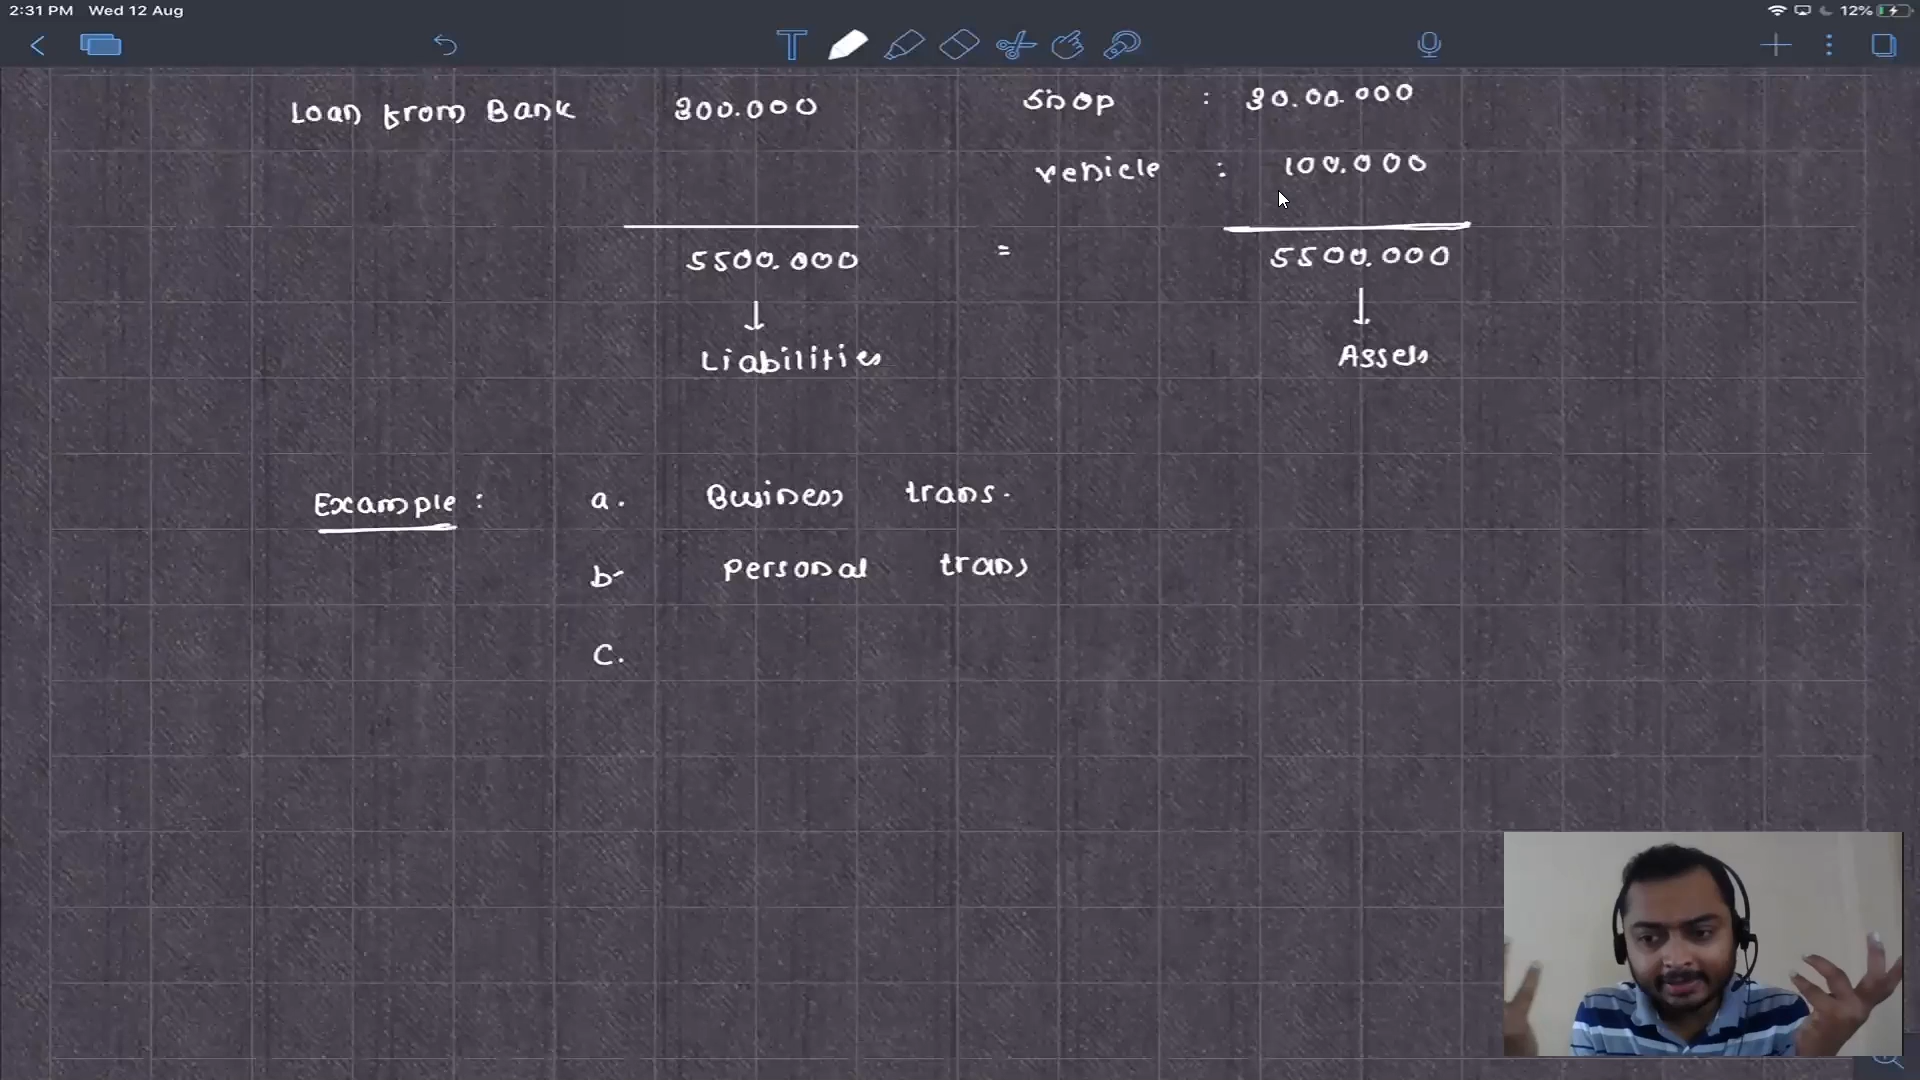 2:31 PM Wed 12 Aug 12%
T
Loan from Bank 300.000 Shop : 30.00.000
vehicle : 100.000
5500.000 = 5500.000
↓ ↓
Liabilities Assets
Example : a. Business trans.
b- Personal trans
C.